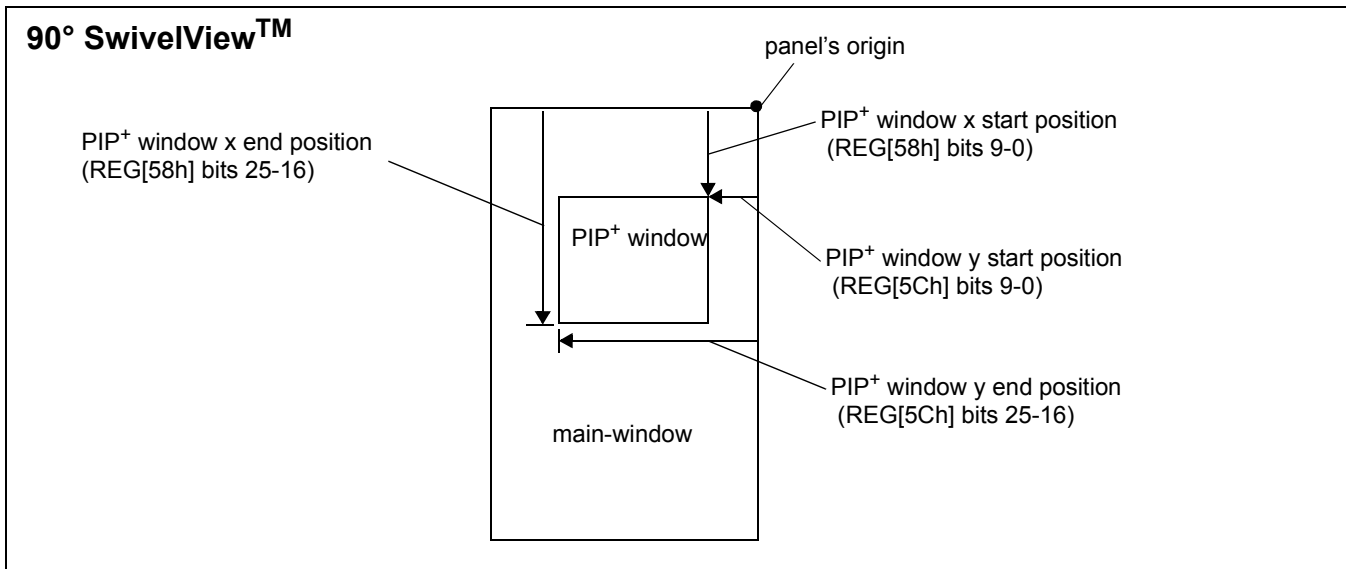 90° SwivelView™
panel's origin
PIP+ window x end position
(REG[58h] bits 25-16)
PIP+ window x start position
(REG[58h] bits 9-0)
PIP+ window
PIP+ window y start position
(REG[5Ch] bits 9-0)
PIP+ window y end position
(REG[5Ch] bits 25-16)
main-window